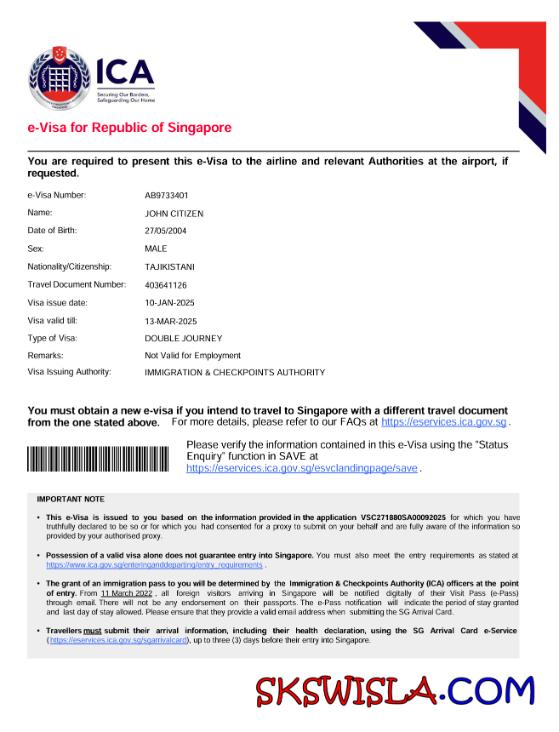 ICA
Securing Our Borders,
Safeguarding Our Home
e-Visa for Republic of Singapore
You are required to present this e-Visa to the airline and relevant Authorities at the airport, if
requested.
e-Visa Number: AB9733401
Name: JOHN CITIZEN
Date of Birth: 27/05/2004
Sex: MALE
Nationality/Citizenship: TAJIKISTANI
Travel Document Number: 403641126
Visa issue date: 10-JAN-2025
Visa valid till: 13-MAR-2025
Type of Visa: DOUBLE JOURNEY
Remarks: Not Valid for Employment
Visa Issuing Authority: IMMIGRATION & CHECKPOINTS AUTHORITY
You must obtain a new e-visa if you intend to travel to Singapore with a different travel document
from the one stated above. For more details, please refer to our FAQs at https://eservices.ica.gov.sg .
Please verify the information contained in this e-Visa using the "Status
Enquiry" function in SAVE at
https://eservices.ica.gov.sg/esvclandingpage/save .
IMPORTANT NOTE
• This e-Visa is issued to you based on the information provided in the application VSC271880SA00092025 for which you have
truthfully declared to be so or for which you had consented for a proxy to submit on your behalf and are fully aware of the information so
provided by your authorised proxy.
• Possession of a valid visa alone does not guarantee entry into Singapore. You must also meet the entry requirements as stated at
https://www.ica.gov.sg/enteringanddeparting/entry_requirements .
• The grant of an immigration pass to you will be determined by the Immigration & Checkpoints Authority (ICA) officers at the point
of entry. From 11 March 2022 , all foreign visitors arriving in Singapore will be notified digitally of their Visit Pass (e-Pass)
through email. There will not be any endorsement on their passports. The e-Pass notification will indicate the period of stay granted
and last day of stay allowed. Please ensure that they provide a valid email address when submitting the SG Arrival Card.
• Travellers must submit their arrival information, including their health declaration, using the SG Arrival Card e-Service
(https://eservices.ica.gov.sg/sgarrivalcard), up to three (3) days before their entry into Singapore.
SKSWISLA.COM